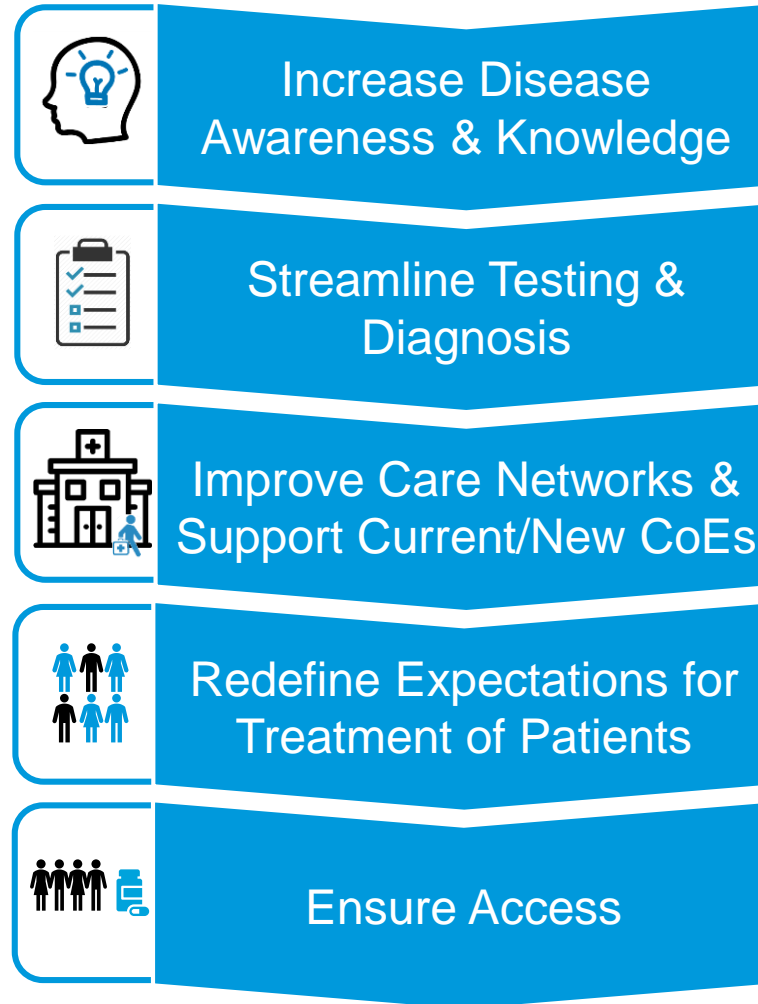 Increase Disease
Awareness & Knowledge
Streamline Testing &
Diagnosis
Improve Care Networks &
Support Current/New CoEs
Redefine Expectations for
Treatment of Patients
Ensure Access